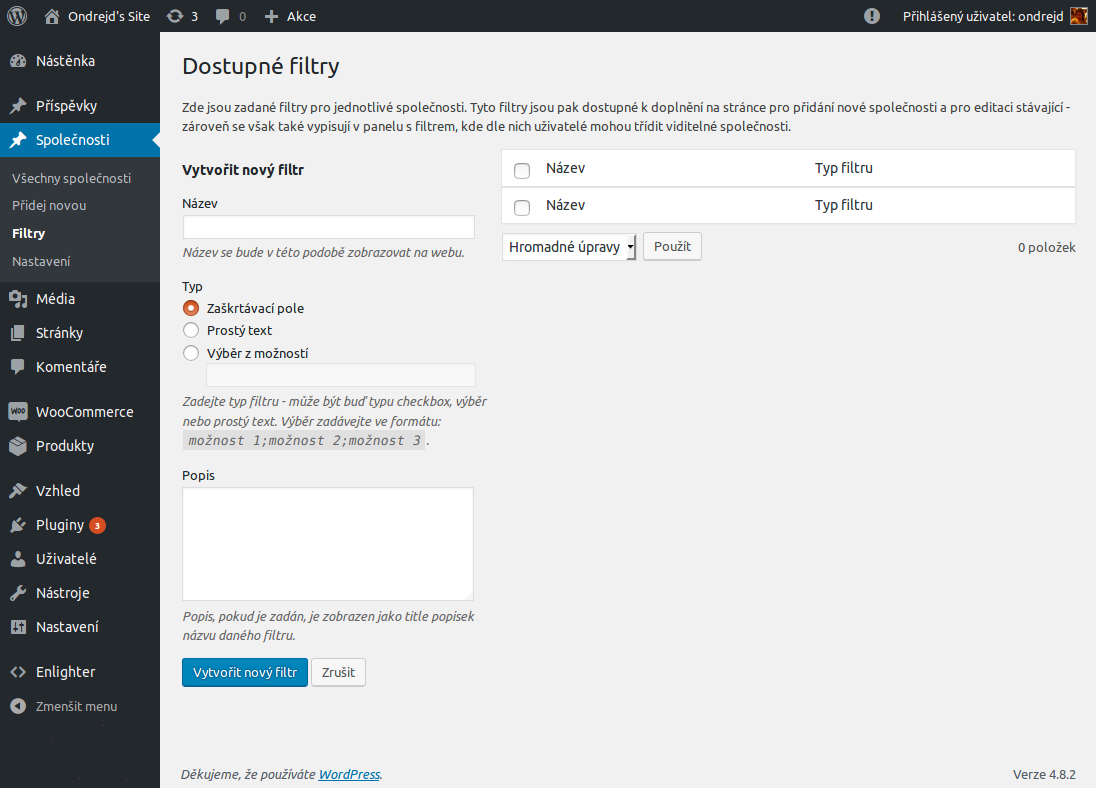 Ondrejd's Site 3 0 Akce Přihlášený uživatel: ondrejd
Nástěnka
Příspěvky
Společnosti
Všechny společnosti
Přidej novou
Filtry
Nastavení
Média
Stránky
Komentáře
WOO WooCommerce
Produkty
Vzhled
Pluginy 3
Uživatelé
Nástroje
Nastavení
Enlighter
Zmenšit menu
Dostupné filtry
Zde jsou zadané filtry pro jednotlivé společnosti. Tyto filtry jsou pak dostupné k doplnění na stránce pro přidání nové společnosti a pro editaci stávající -
zároveň se však také vypisují v panelu s filtrem, kde dle nich uživatelé mohou třídit viditelné společnosti.
Vytvořit nový filtr
Název
Název se bude v této podobě zobrazovat na webu.
Typ
Zaškrtávací pole
Prostý text
Výběr z možností
Zadejte typ filtru - může být buď typu checkbox, výběr
nebo prostý text. Výběr zadávejte ve formátu:
možnost 1;možnost 2;možnost 3 .
Popis
Popis, pokud je zadán, je zobrazen jako title popisek
názvu daného filtru.
Vytvořit nový filtr Zrušit
Název Typ filtru
Název Typ filtru
Hromadné úpravy Použít 0 položek
Děkujeme, že používáte WordPress. Verze 4.8.2